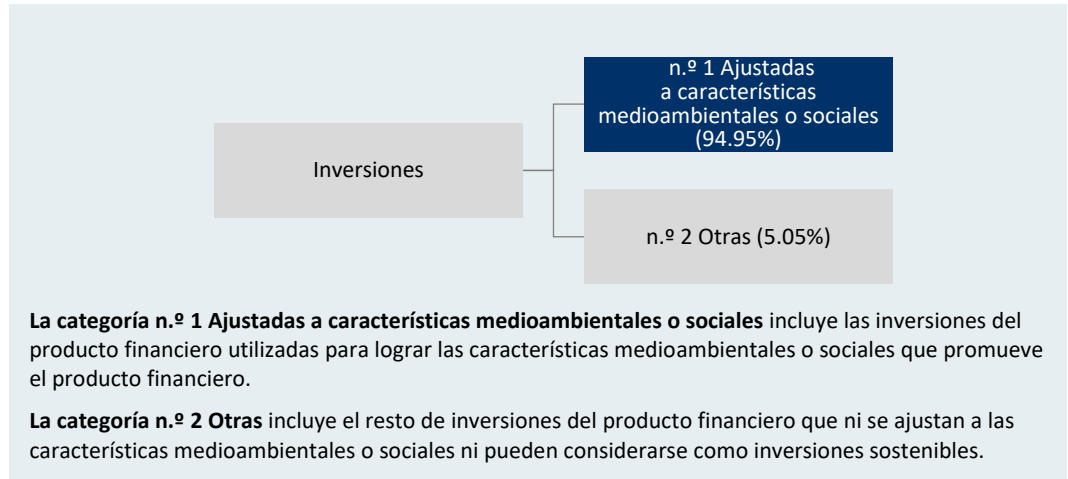 n.º 1 Ajustadas
a características
medioambientales o sociales
(94.95%)
Inversiones
n.º 2 Otras (5.05%)
La categoría n.º 1 Ajustadas a características medioambientales o sociales incluye las inversiones del
producto financiero utilizadas para lograr las características medioambientales o sociales que promueve
el producto financiero.
La categoría n.º 2 Otras incluye el resto de inversiones del producto financiero que ni se ajustan a las
características medioambientales o sociales ni pueden considerarse como inversiones sostenibles.